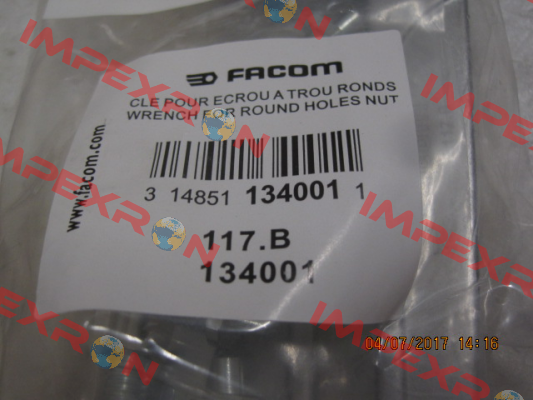 FACOM
CLE POUR ECROU A TROU RONDS
WRENCH FOR ROUND HOLES NUT
www.facom.com
3 14851 134001 1
117.B
134001
04/07/2017 14:16
IMPEXRON
IMPEXRON
IMPEXRON
IMPEXRON